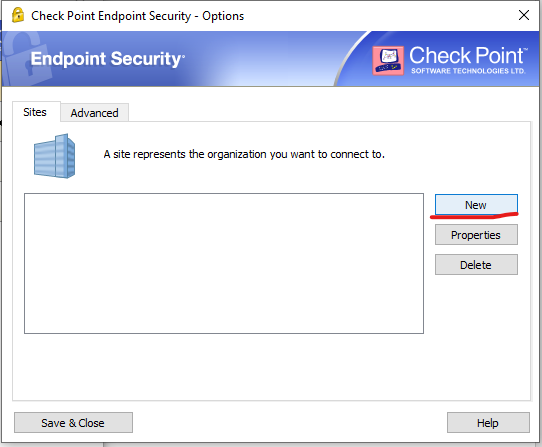 Check Point Endpoint Security - Options
Endpoint Security
Check Point™
SOFTWARE TECHNOLOGIES LTD.
Sites
Advanced
A site represents the organization you want to connect to.
New
Properties
Delete
Save & Close
Help